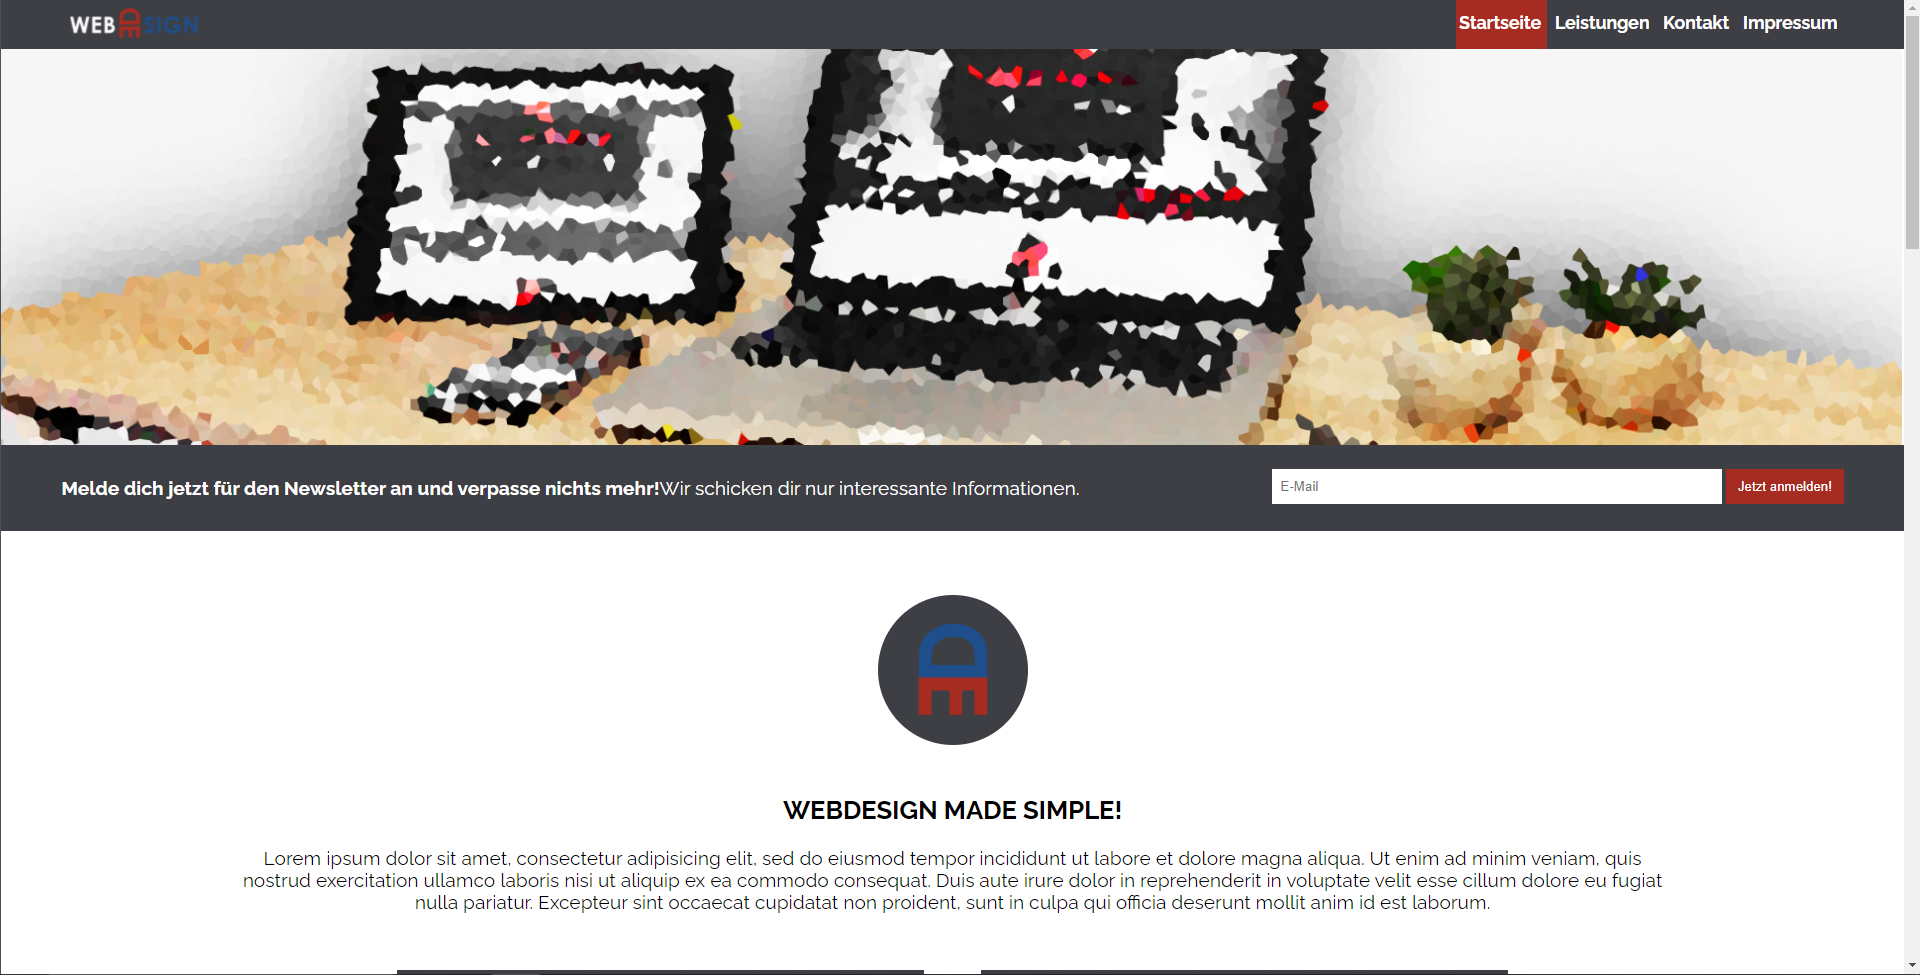 WEBDESIGN
Startseite Leistungen Kontakt Impressum
Melde dich jetzt für den Newsletter an und verpasse nichts mehr!Wir schicken dir nur interessante Informationen.
E-Mail
Jetzt anmelden!
DE
WEBDESIGN MADE SIMPLE!
Lorem ipsum dolor sit amet, consectetur adipisicing elit, sed do eiusmod tempor incididunt ut labore et dolore magna aliqua. Ut enim ad minim veniam, quis
nostrud exercitation ullamco laboris nisi ut aliquip ex ea commodo consequat. Duis aute irure dolor in reprehenderit in voluptate velit esse cillum dolore eu fugiat
nulla pariatur. Excepteur sint occaecat cupidatat non proident, sunt in culpa qui officia deserunt mollit anim id est laborum.